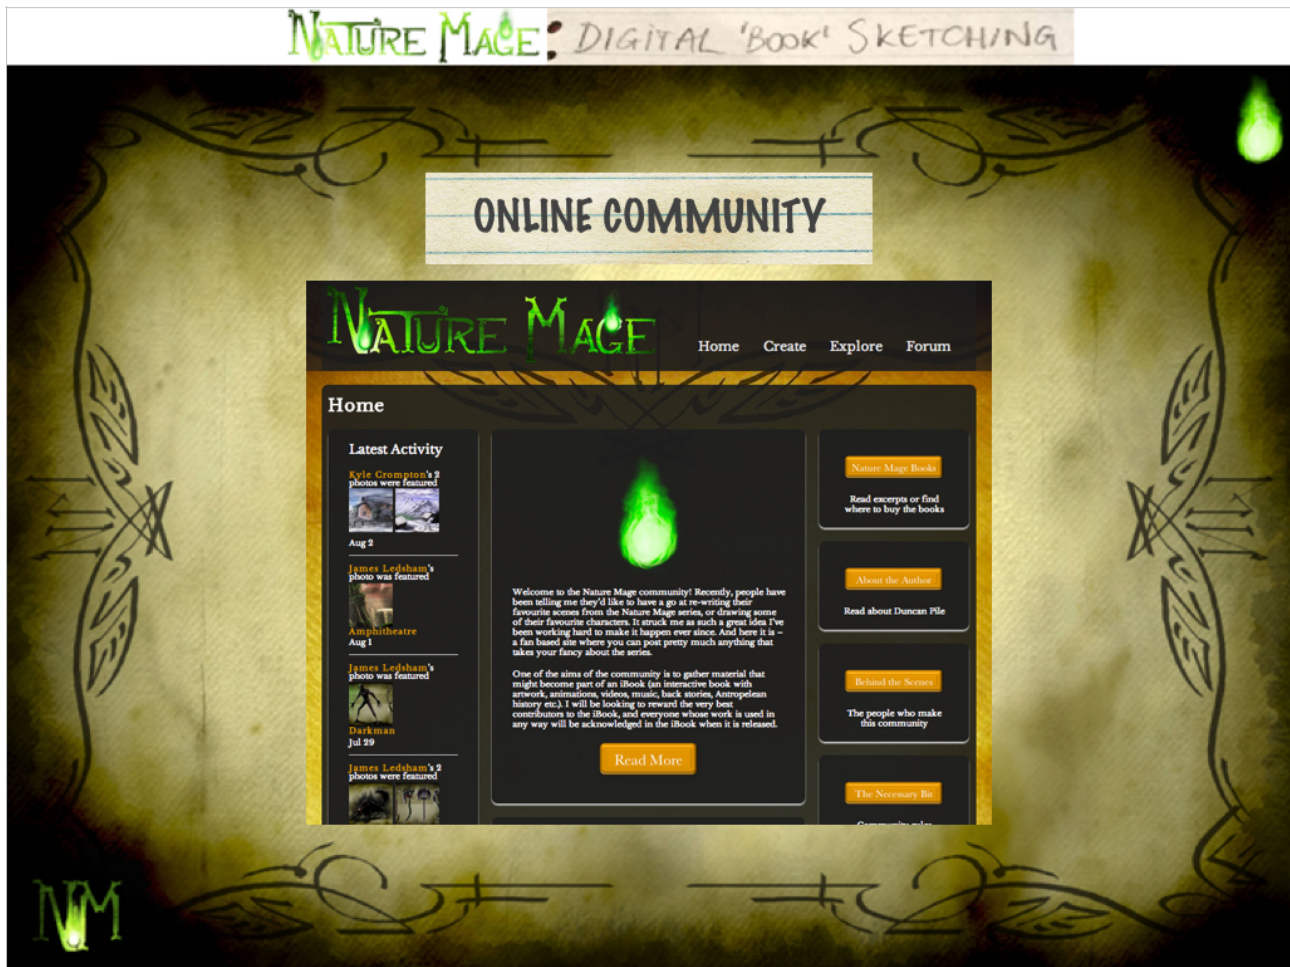 NATURE MAGE: DIGITAL 'BOOK' SKETCHING
ONLINE COMMUNITY
NATURE MAGE
Home Create Explore Forum
Home
Latest Activity
Kyle Crompton's 2
photos were featured
Aug 2
James Ledsham's
photo was featured
Amphitheatre
Aug 1
James Ledsham's
photo was featured
Darkman
Jul 29
James Ledsham's 2
photos were featured
Welcome to the Nature Mage community! Recently, people have
been telling me they'd like to have a go at re-writing their
favourite scenes from the Nature Mage series, or drawing some
of their favourite characters. It struck me as such a great idea I've
been working hard to make it happen ever since. And here it is –
a fan based site where you can post pretty much anything that
takes your fancy about the series.
One of the aims of the community is to gather material that
might become part of an iBook (an interactive book with
artwork, animations, videos, music, back stories, Antropelean
history etc.). I will be looking to reward the very best
contributors to the iBook, and everyone whose work is used in
any way will be acknowledged in the iBook when it is released.
Read More
Nature Mage Books
Read excerpts or find
where to buy the books
About the Author
Read about Duncan Pile
Behind the Scenes
The people who make
this community
The Necessary Bit
Community rules
NM